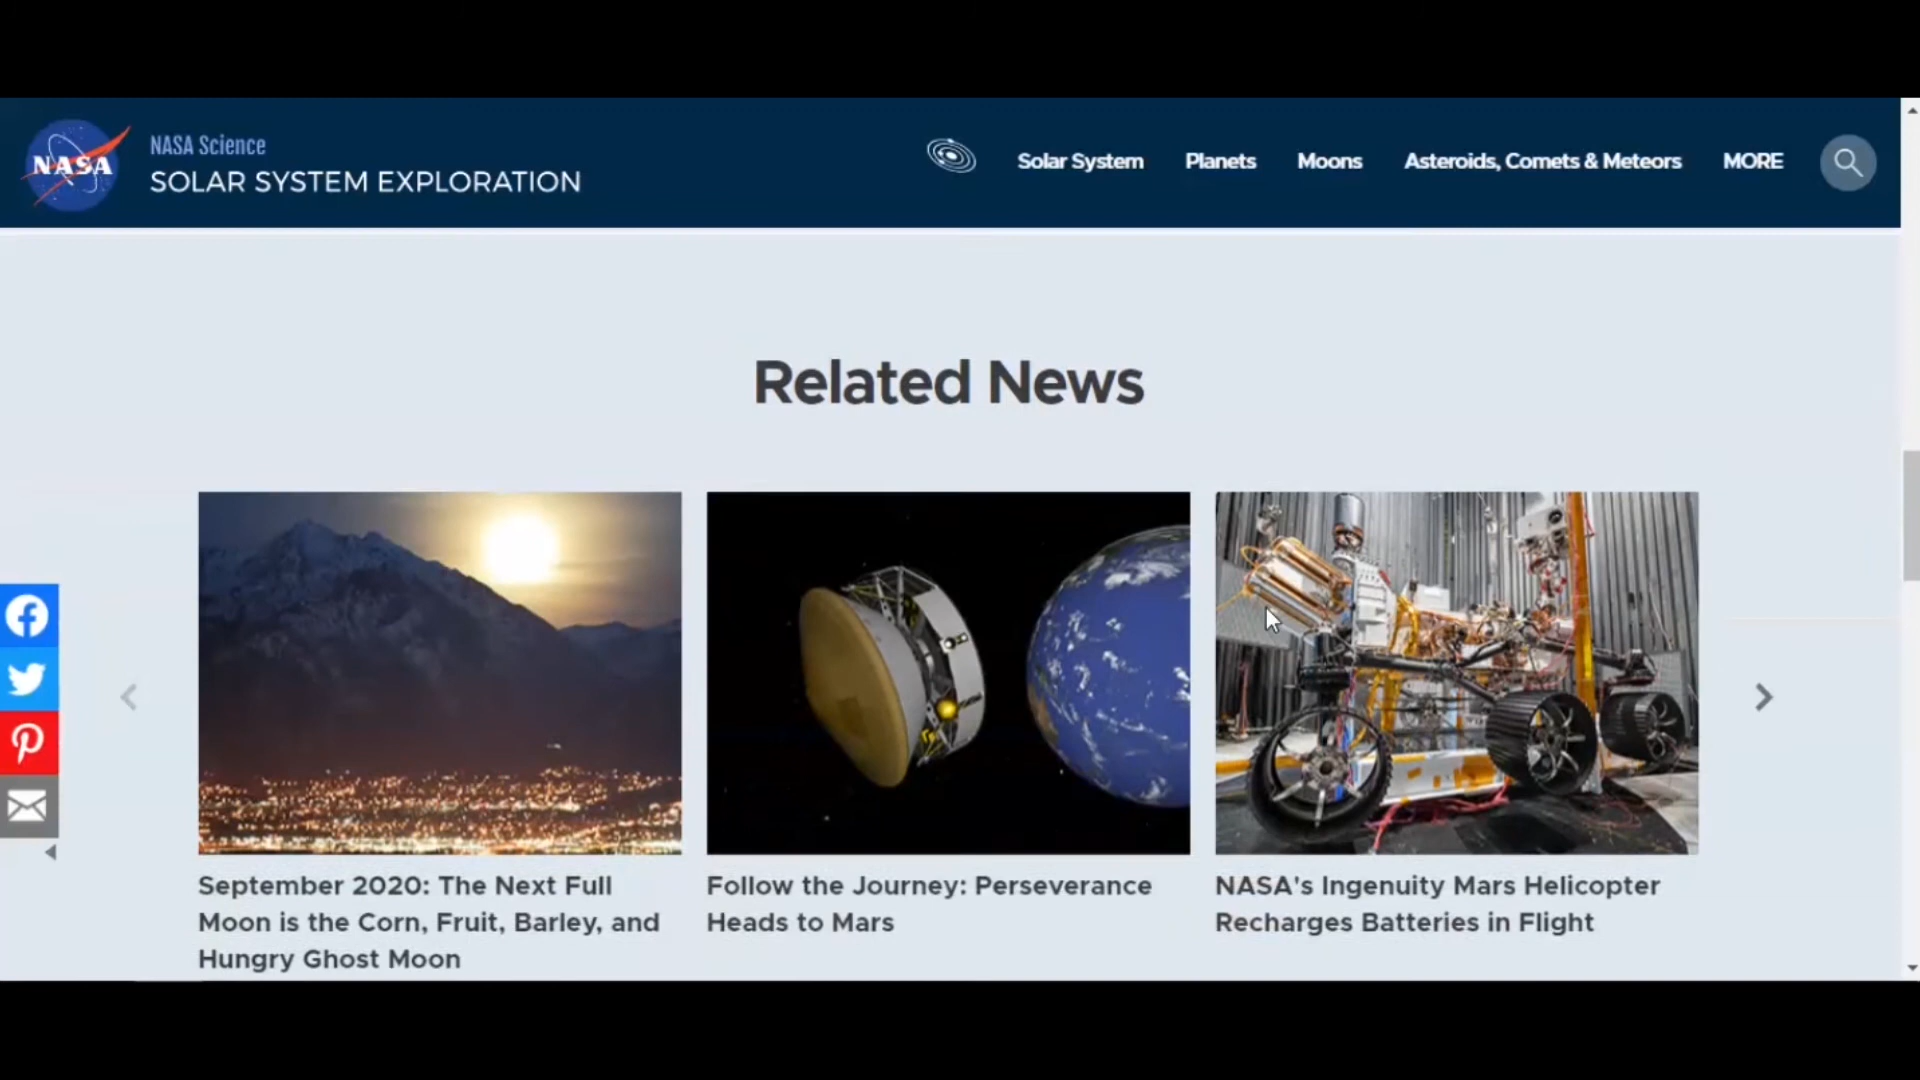 NASA
NASA Science
SOLAR SYSTEM EXPLORATION
Solar System
Planets
Moons
Asteroids, Comets & Meteors
MORE
Related News
September 2020: The Next Full
Moon is the Corn, Fruit, Barley, and
Hungry Ghost Moon
Follow the Journey: Perseverance
Heads to Mars
NASA's Ingenuity Mars Helicopter
Recharges Batteries in Flight